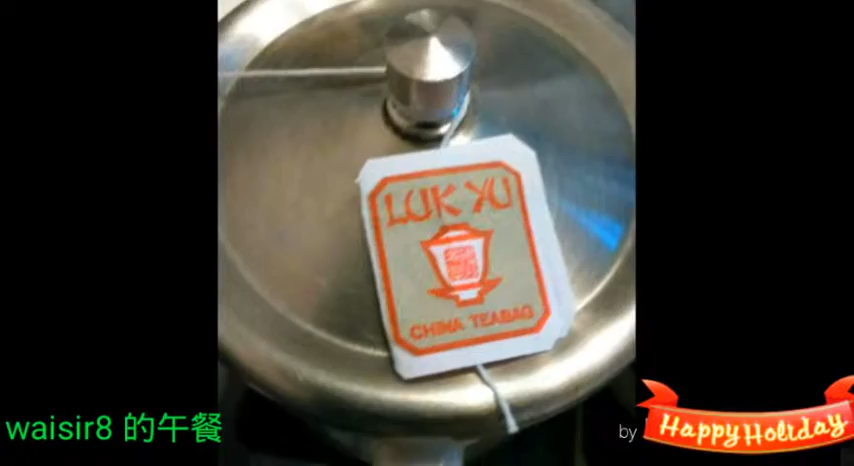 LUK YU
CHINA TEABAG
waisir8 的午餐
by
Happy Holiday